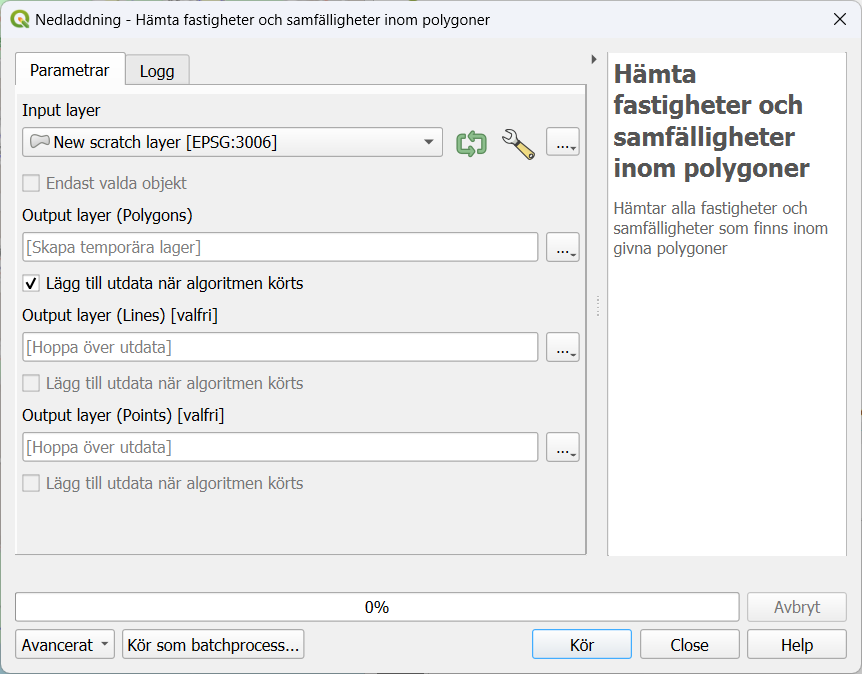 Nedladdning - Hämta fastigheter och samfälligheter inom polygoner
Parametrar
Logg
Input layer
New scratch layer [EPSG:3006]
...
Endast valda objekt
Output layer (Polygons)
[Skapa temporära lager]
...
Lägg till utdata när algoritmen körts
Output layer (Lines) [valfri]
[Hoppa över utdata]
...
Lägg till utdata när algoritmen körts
Output layer (Points) [valfri]
[Hoppa över utdata]
...
Lägg till utdata när algoritmen körts
Hämta
fastigheter och
samfälligheter
inom polygoner
Hämtar alla fastigheter och
samfälligheter som finns inom
givna polygoner
0%
Avbryt
Avancerat
Kör som batchprocess...
Kör
Close
Help